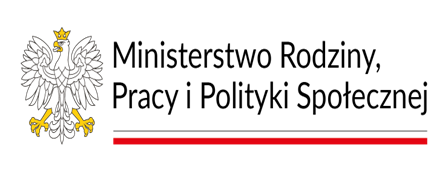 Ministerstwo Rodziny,
Pracy i Polityki Społecznej